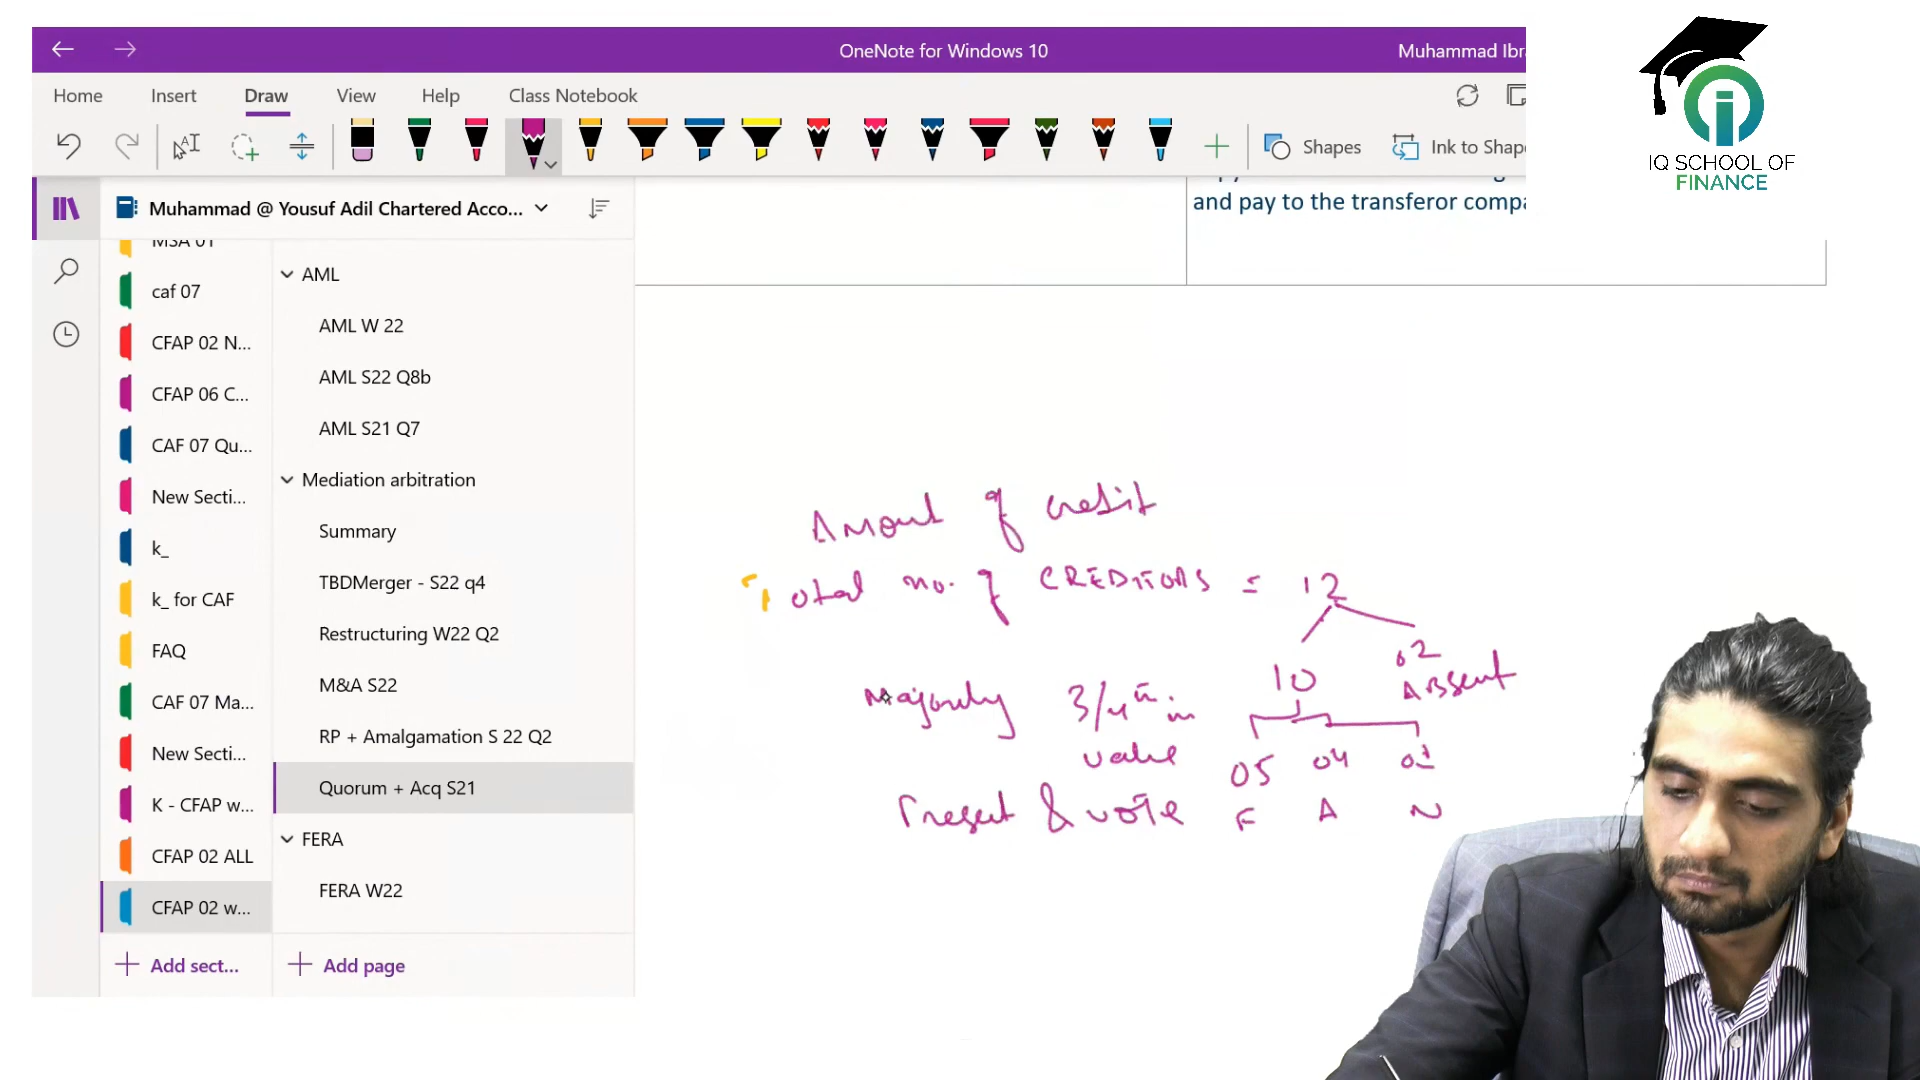 OneNote for Windows 10
Muhammad Ibr
Home
Insert
Draw
View
Help
Class Notebook
Shapes
Ink to Shap
IQ SCHOOL OF
FINANCE
Muhammad @ Yousuf Adil Chartered Acco...
and pay to the transferor comp
MSA 01
caf 07
CFAP 02 N...
CFAP 06 C...
CAF 07 Qu...
New Secti...
k_
k_ for CAF
FAQ
CAF 07 Ma...
New Secti...
K - CFAP w...
CFAP 02 ALL
CFAP 02 w...
Add sect...
AML
AML W 22
AML S22 Q8b
AML S21 Q7
Mediation arbitration
Summary
TBDMerger - S22 q4
Restructuring W22 Q2
M&A S22
RP + Amalgamation S 22 Q2
Quorum + Acq S21
FERA
FERA W22
Add page
Amount of credit
Total no. of CREDITORS = 12
10
02
Absent
Majority 3/4th in
value
05 04 01
Present & vote F A N